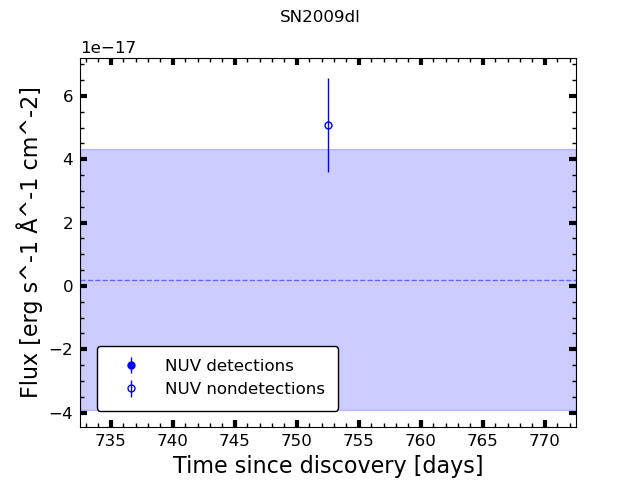 SN2009dl
1e−17
6
4
2
0
−2
−4
Flux [erg s^-1 Å^-1 cm^-2]
NUV detections
NUV nondetections
735 740 745 750 755 760 765 770
Time since discovery [days]